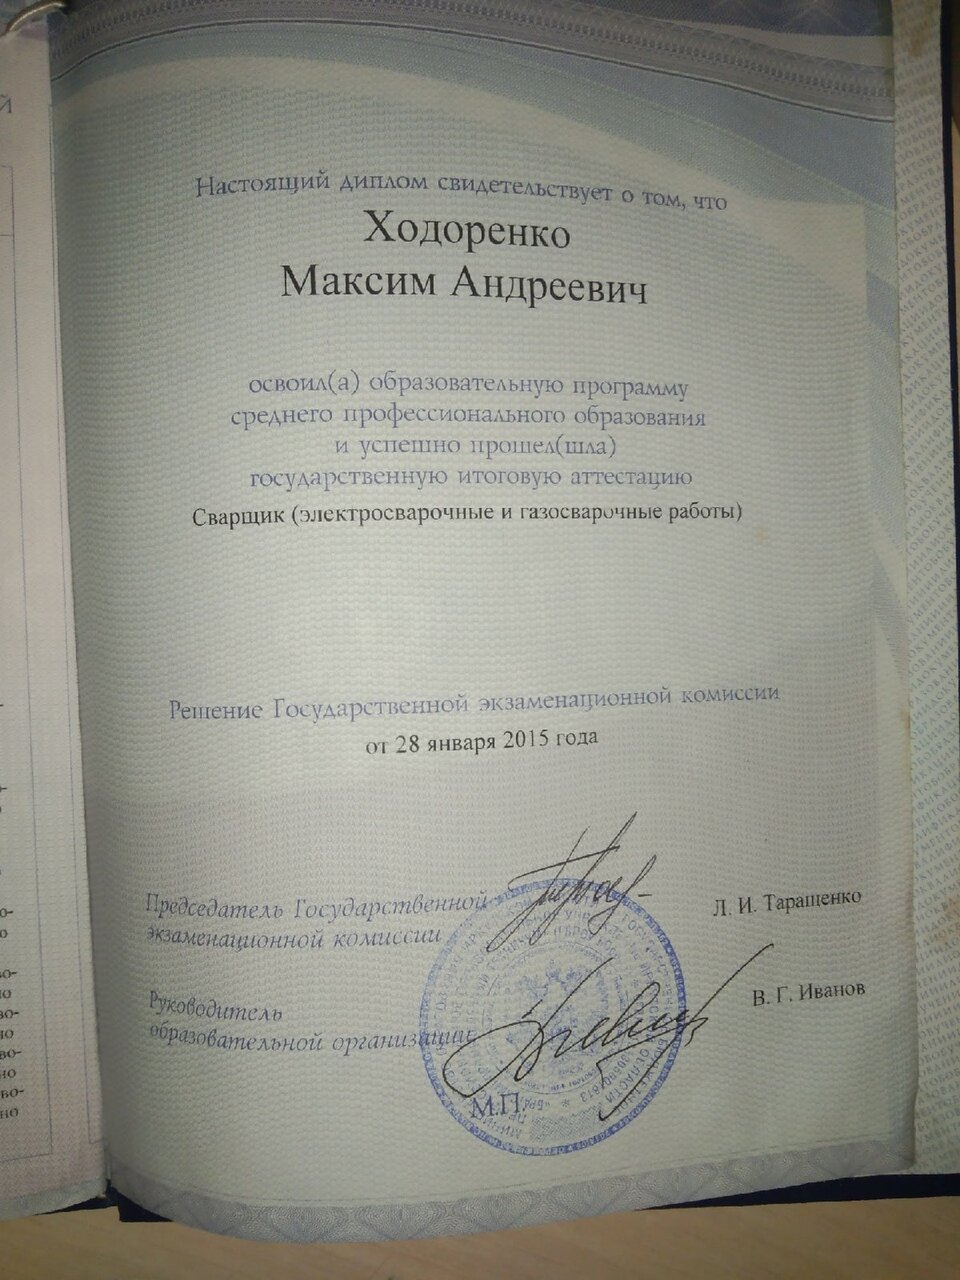 Настоящий диплом свидетельствует о том, что
Ходоренко
Максим Андреевич
освоил(а) образовательную программу
среднего профессионального образования
и успешно прошел(шла)
государственную итоговую аттестацию
Сварщик (электросварочные и газосварочные работы)
Решение Государственной экзаменационной комиссии
от 28 января 2015 года
Председатель Государственной
экзаменационной комиссии
Л. И. Таращенко
Руководитель
образовательной организации
В. Г. Иванов
М.П.